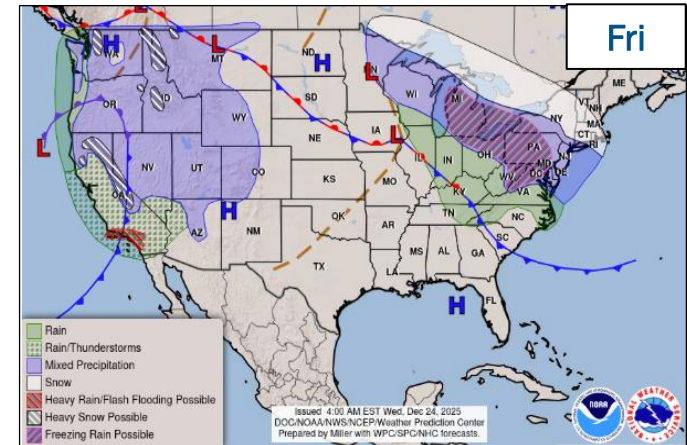 Fri
L
L
H
WA
MT
ND
H
L
MN
WI
MI
ME
VT
NH
NY
MA
CT
RI
OR
ID
SD
WY
L
NE
IA
L
IL
IN
OH
PA
NJ
MD
DE
DC
WV
VA
NV
UT
CO
KS
MO
KY
CA
H
AZ
NM
OK
AR
TN
NC
SC
TX
LA
MS
AL
GA
H
FL
Rain
Rain/Thunderstorms
Mixed Precipitation
Snow
Heavy Rain/Flash Flooding Possible
Heavy Snow Possible
Freezing Rain Possible
Issued 4:00 AM EST Wed, Dec 24, 2025
DOC/NOAA/NWS/NCEP/Weather Prediction Center
Prepared by Miller with WPC/SPC/NHC forecasts.
NOAA
NATIONAL WEATHER SERVICE